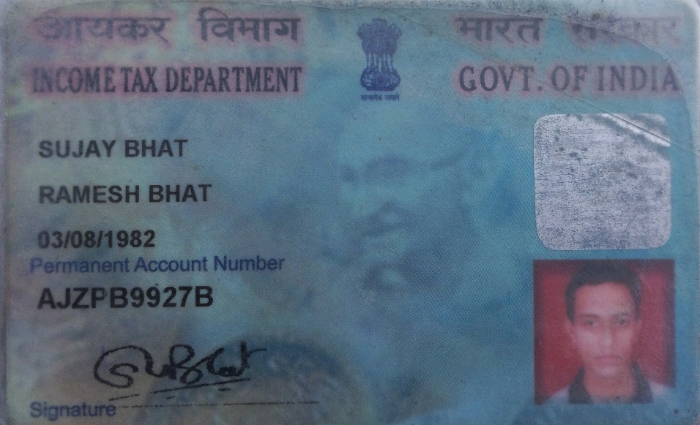 आयकर विभाग
भारत सरकार
INCOME TAX DEPARTMENT
GOVT. OF INDIA
सत्यमेव जयते
SUJAY BHAT
RAMESH BHAT
03/08/1982
Permanent Account Number
AJZPB9927B
Signature